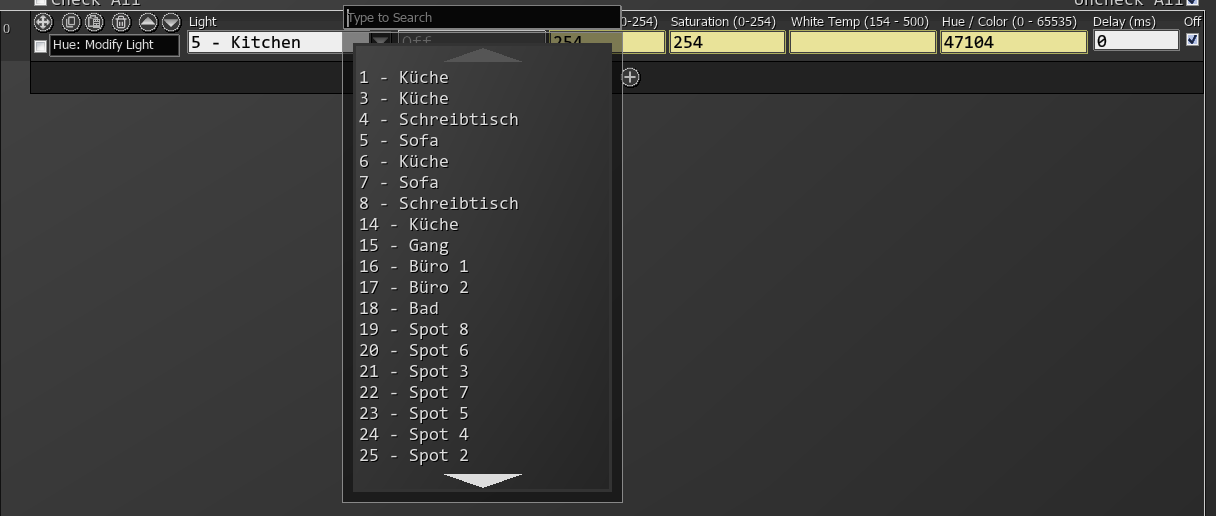 Check All
Uncheck All
0
Light
Type to Search
0-254)
Saturation (0-254)
White Temp (154 - 500)
Hue / Color (0 - 65535)
Delay (ms)
Off
Hue: Modify Light
5 - Kitchen
Off
254
254
47104
0
1 - Küche
3 - Küche
4 - Schreibtisch
5 - Sofa
6 - Küche
7 - Sofa
8 - Schreibtisch
14 - Küche
15 - Gang
16 - Büro 1
17 - Büro 2
18 - Bad
19 - Spot 8
20 - Spot 6
21 - Spot 3
22 - Spot 7
23 - Spot 5
24 - Spot 4
25 - Spot 2